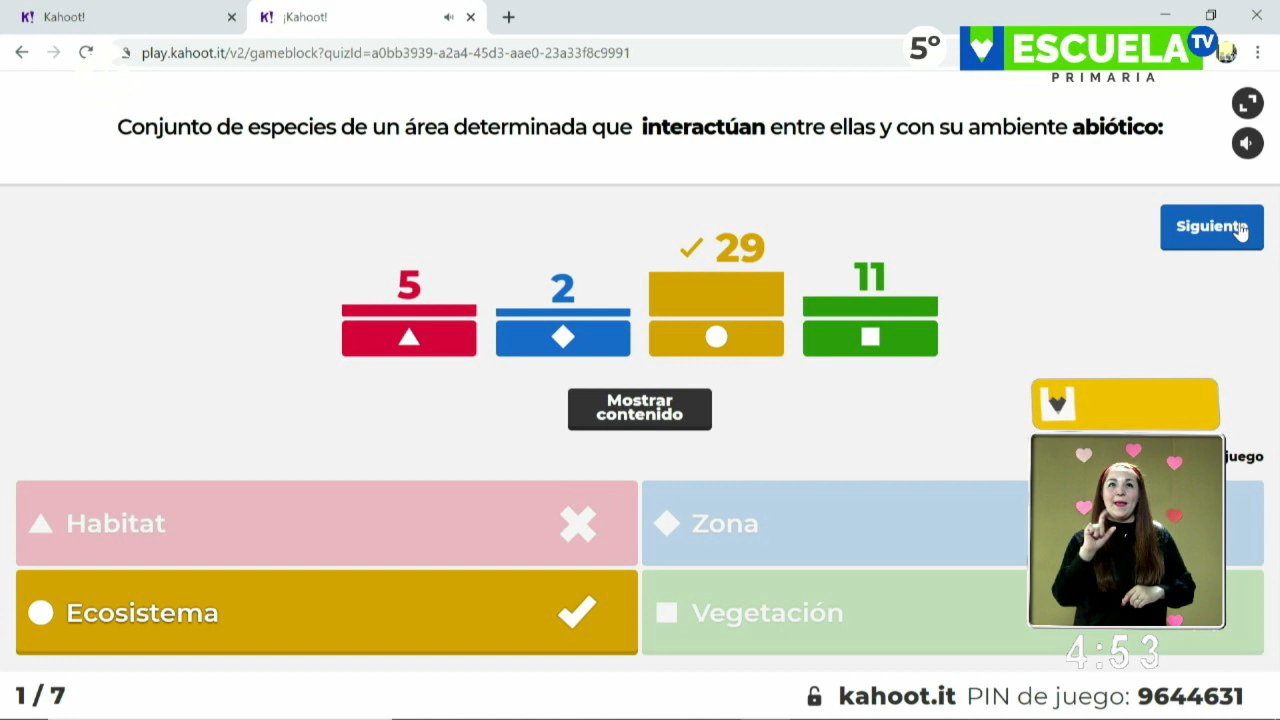 Kahoot!
¡Kahoot!
play.kahoot.it/v2/gameblock?quizId=a0bb3939-a2a4-45d3-aae0-23a33f8c9991
5º
ESCUELA TV
PRIMARIA
Conjunto de especies de un área determinada que interactúan entre ellas y con su ambiente abiótico:
Siguiente
5
2
29
11
Mostrar
contenido
juego
Habitat
Zona
Ecosistema
Vegetación
4:53
1 / 7
kahoot.it PIN de juego: 9644631